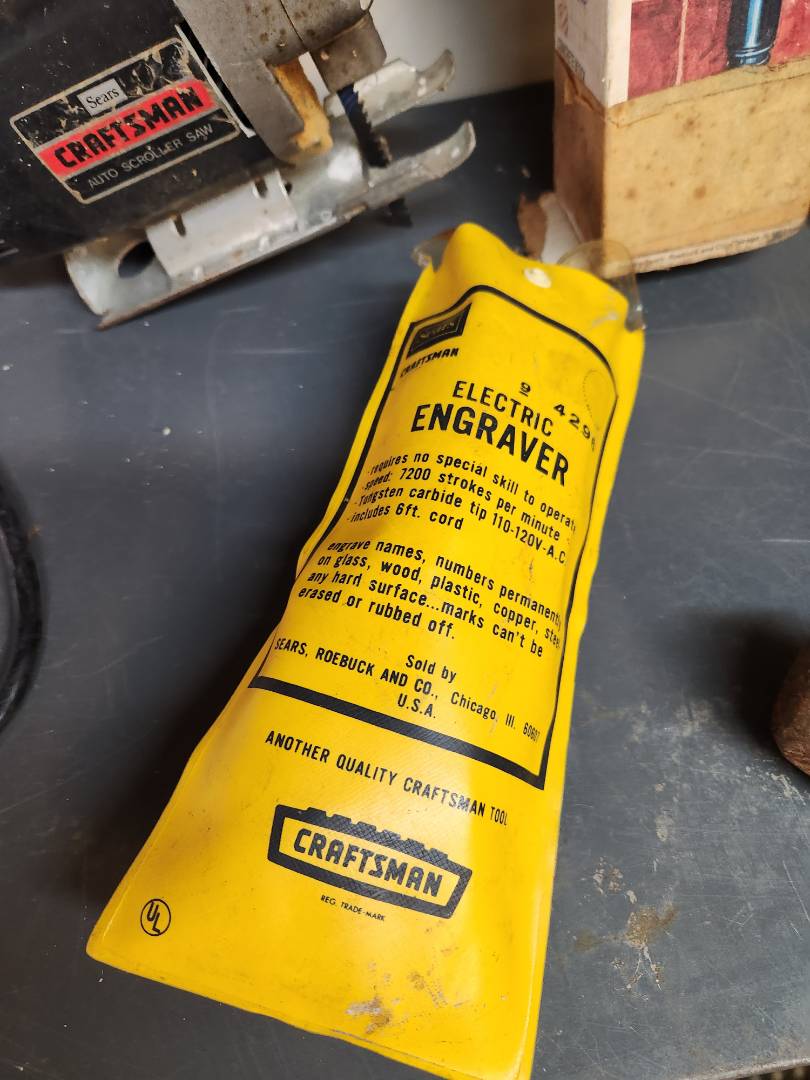 Sears
CRAFTSMAN
AUTO SCROLLER SAW
Sears
CRAFTSMAN
9 429
ELECTRIC
ENGRAVER
·requires no special skill to operat
·speed: 7200 strokes per minute
·Tungsten carbide tip 110-120V-A.C.
·includes 6ft. cord
engrave names, numbers permanently
on glass, wood, plastic, copper, steel
any hard surface...marks can't be
erased or rubbed off.
Sold by
SEARS, ROEBUCK AND CO., Chicago, Ill. 60607
U.S.A.
ANOTHER QUALITY CRAFTSMAN TOOL
CRAFTSMAN
REG. TRADE-MARK
UL